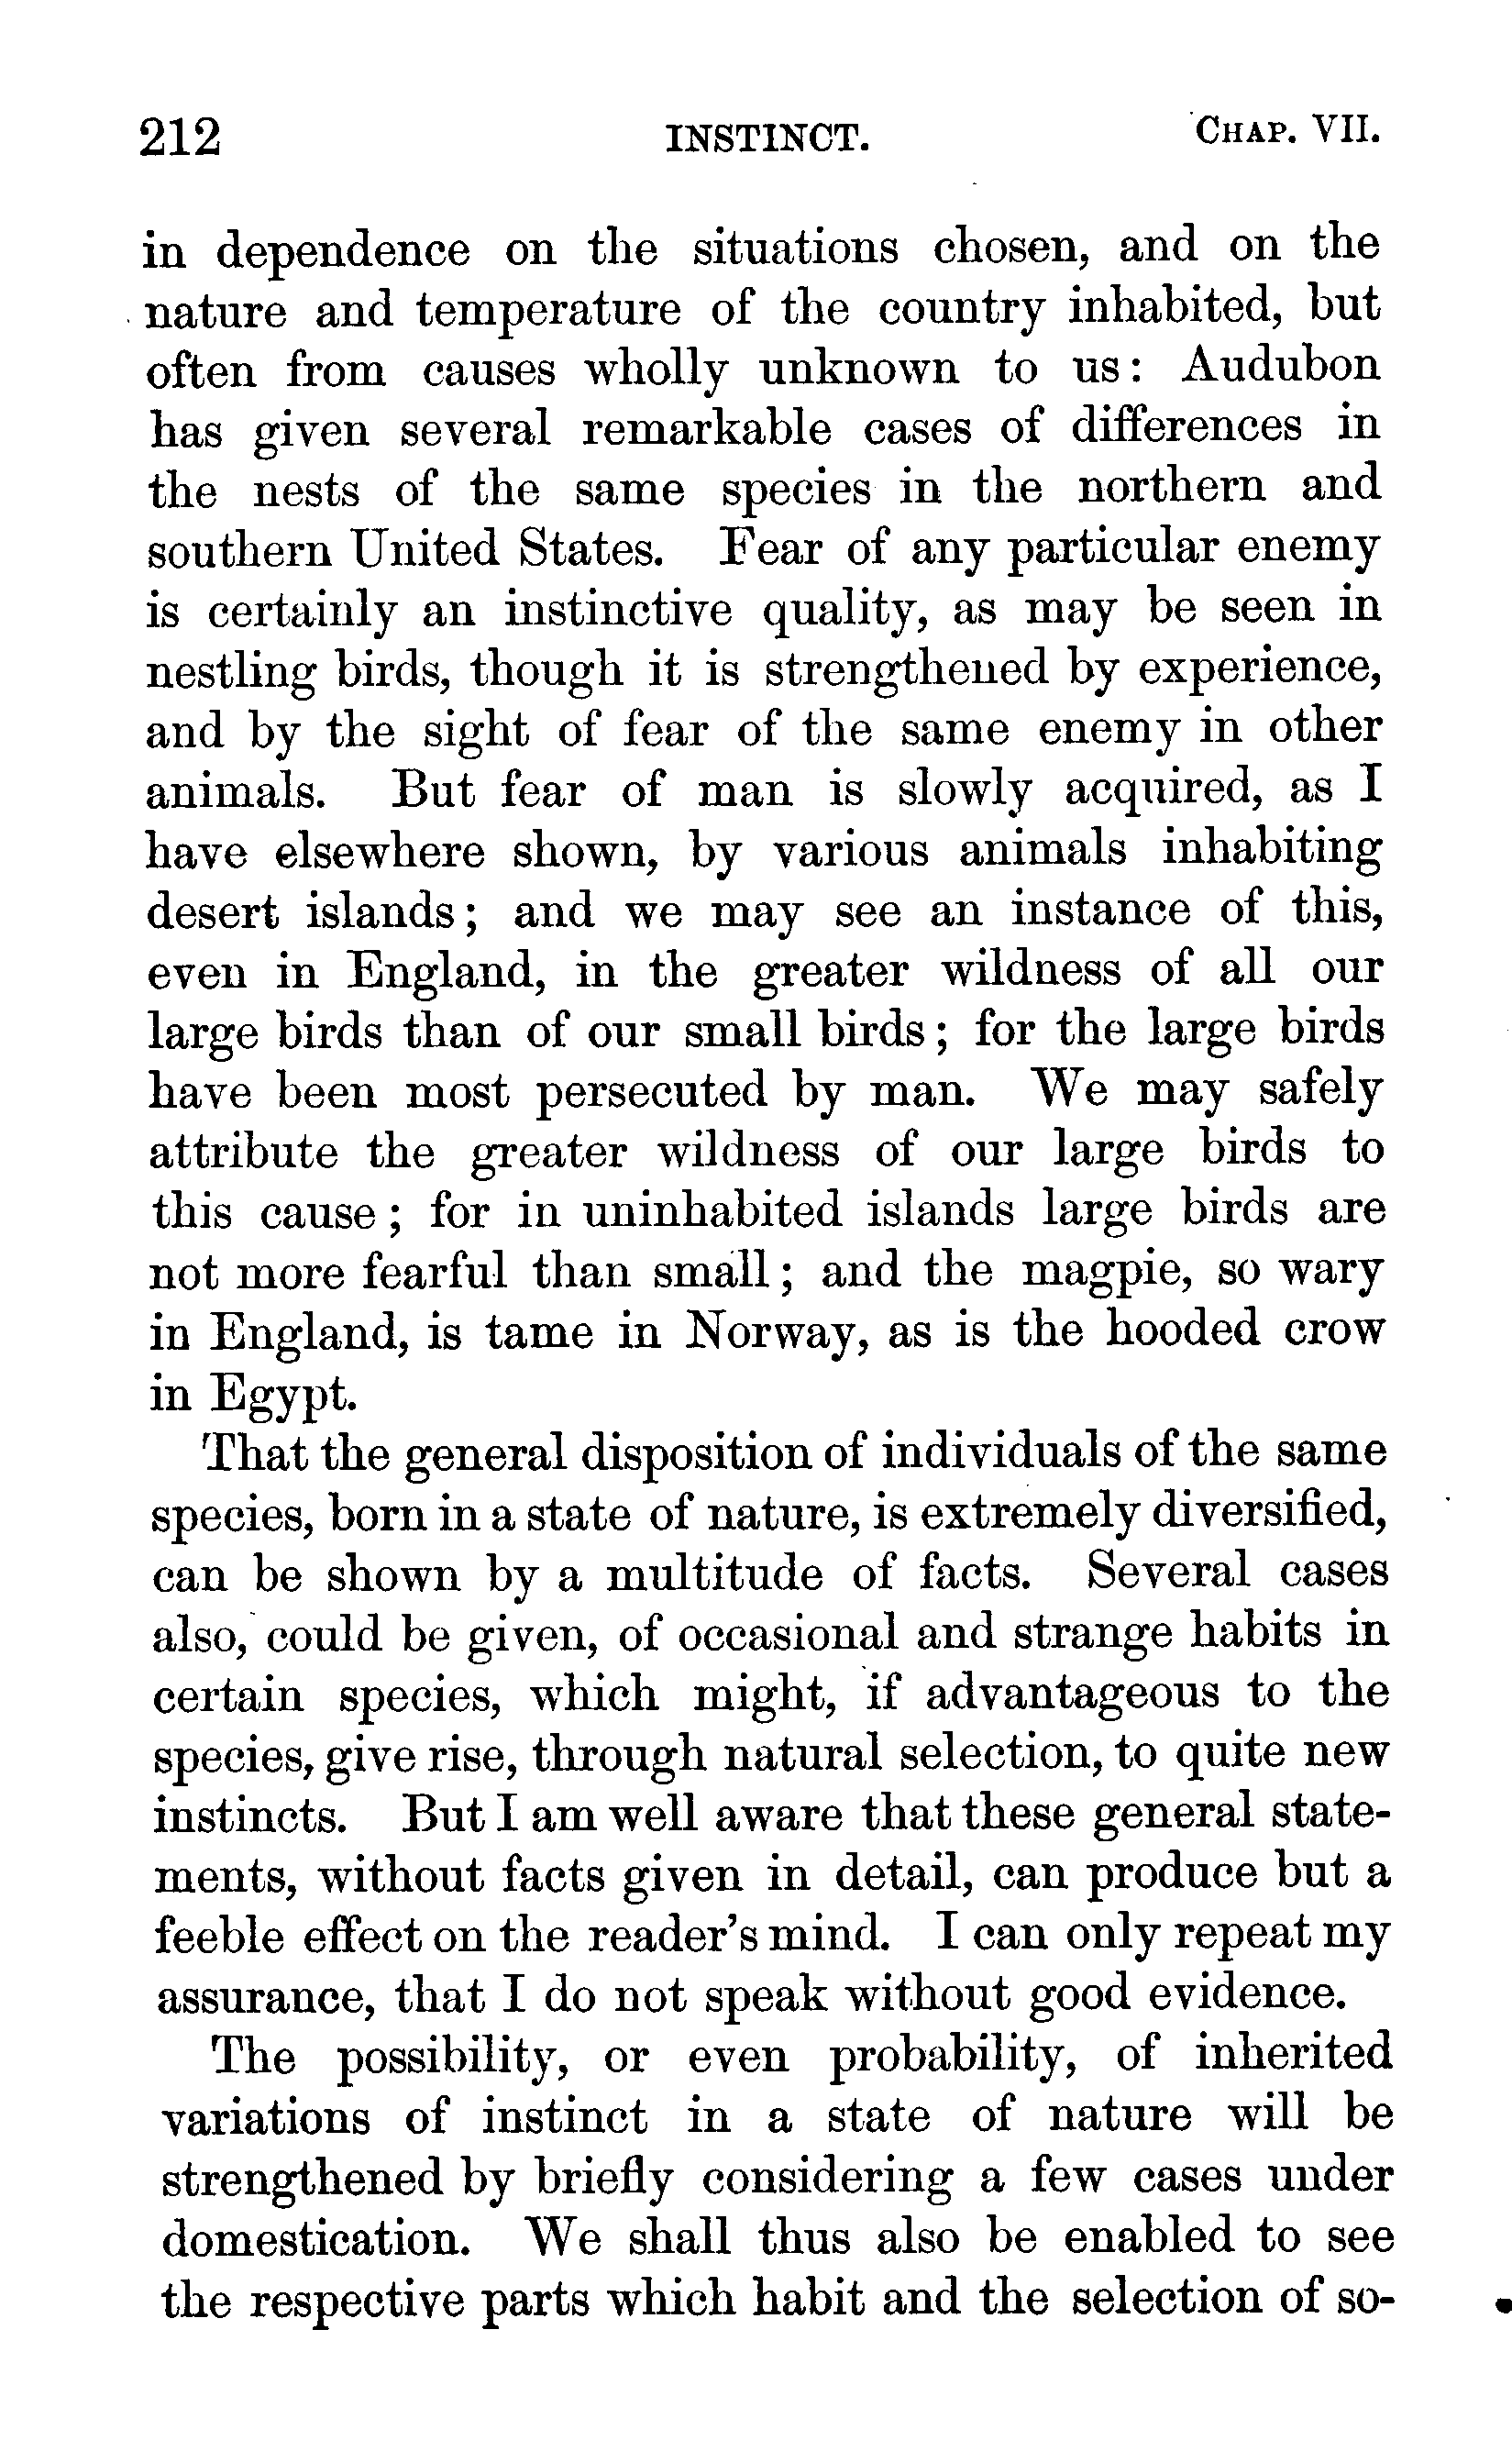 212 INSTINCT. CHAP. VII.
in dependence on the situations chosen, and on the
nature and temperature of the country inhabited, but
often from causes wholly unknown to us: Audubon
has given several remarkable cases of differences in
the nests of the same species in the northern and
southern United States. Fear of any particular enemy
is certainly an instinctive quality, as may be seen in
nestling birds, though it is strengthened by experience,
and by the sight of fear of the same enemy in other
animals. But fear of man is slowly acquired, as I
have elsewhere shown, by various animals inhabiting
desert islands; and we may see an instance of this,
even in England, in the greater wildness of all our
large birds than of our small birds; for the large birds
have been most persecuted by man. We may safely
attribute the greater wildness of our large birds to
this cause; for in uninhabited islands large birds are
not more fearful than small; and the magpie, so wary
in England, is tame in Norway, as is the hooded crow
in Egypt.
That the general disposition of individuals of the same
species, born in a state of nature, is extremely diversified,
can be shown by a multitude of facts. Several cases
also, could be given, of occasional and strange habits in
certain species, which might, if advantageous to the
species, give rise, through natural selection, to quite new
instincts. But I am well aware that these general state-
ments, without facts given in detail, can produce but a
feeble effect on the reader's mind. I can only repeat my
assurance, that I do not speak without good evidence.
The possibility, or even probability, of inherited
variations of instinct in a state of nature will be
strengthened by briefly considering a few cases under
domestication. We shall thus also be enabled to see
the respective parts which habit and the selection of so-